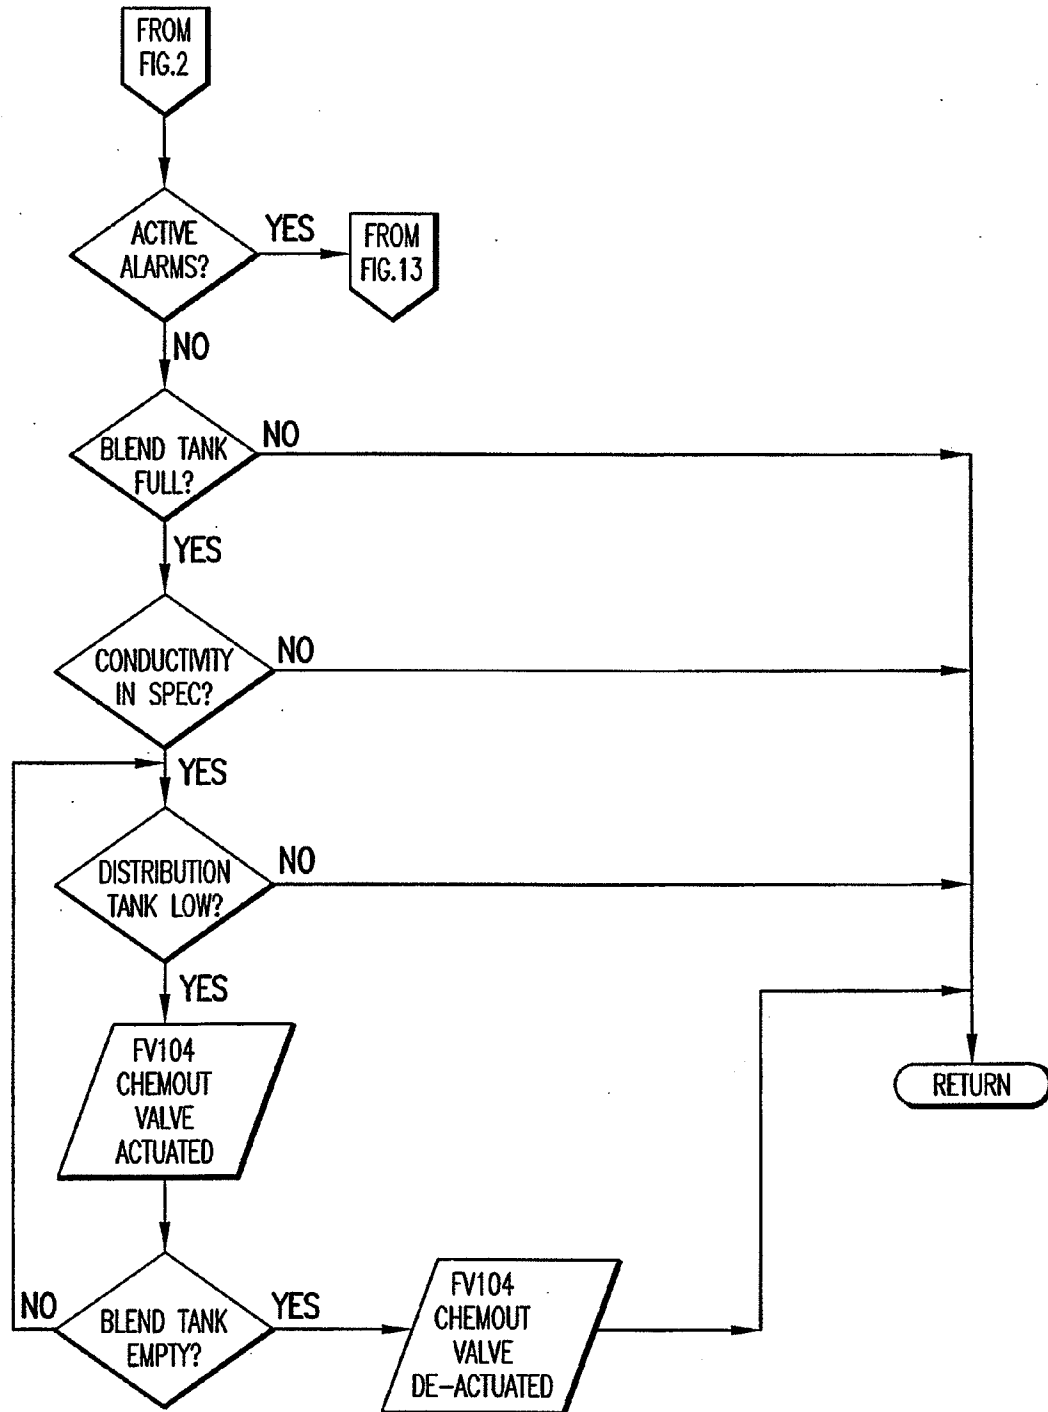 FROM
FIG.2
ACTIVE
ALARMS?
YES
FROM
FIG.13
NO
BLEND TANK
FULL?
NO
YES
CONDUCTIVITY
IN SPEC?
NO
YES
DISTRIBUTION
TANK LOW?
NO
YES
FV104
CHEMOUT
VALVE
ACTUATED
RETURN
NO
BLEND TANK
EMPTY?
YES
FV104
CHEMOUT
VALVE
DE-ACTUATED